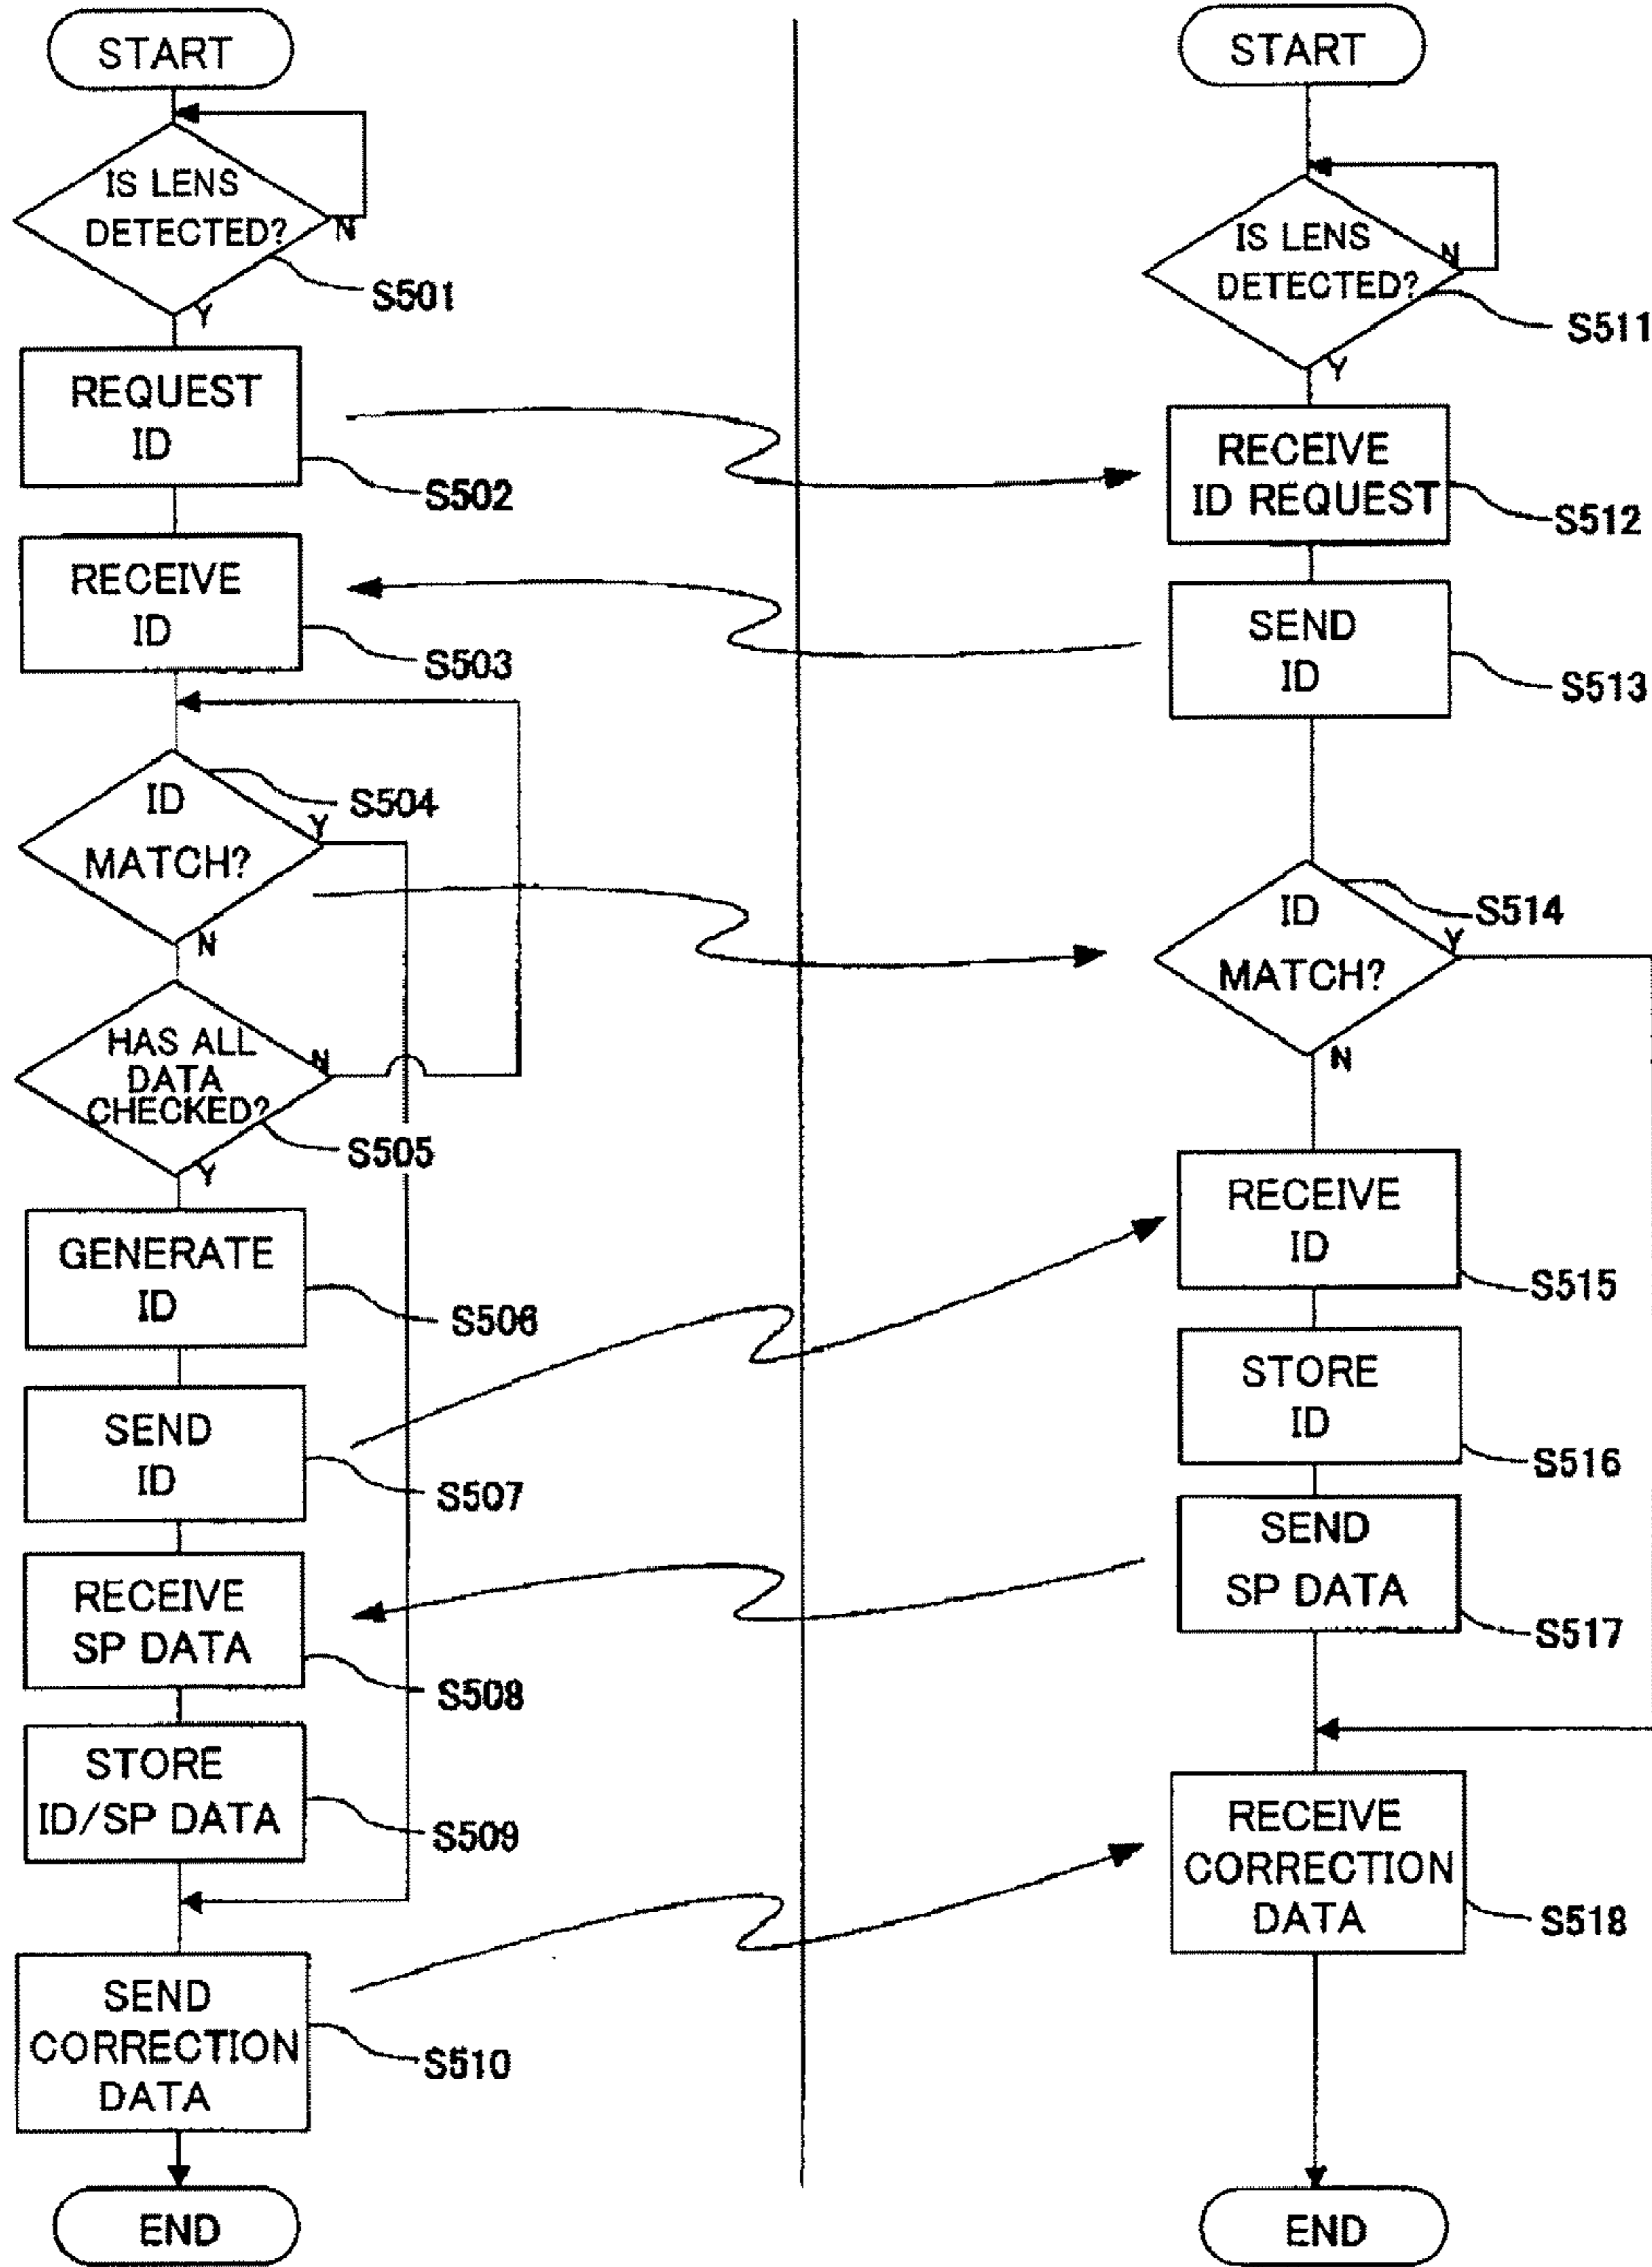 START
IS LENS
DETECTED?
N
S501
Y
REQUEST
ID
S502
RECEIVE
ID
S503
ID
MATCH?
S504
Y
N
HAS ALL
DATA
CHECKED?
N
S505
Y
GENERATE
ID
S506
SEND
ID
S507
RECEIVE
SP DATA
S508
STORE
ID/SP DATA
S509
SEND
CORRECTION
DATA
S510
END
START
IS LENS
DETECTED?
N
S511
Y
RECEIVE
ID REQUEST
S512
SEND
ID
S513
ID
MATCH?
S514
Y
N
RECEIVE
ID
S515
STORE
ID
S516
SEND
SP DATA
S517
RECEIVE
CORRECTION
DATA
S518
END